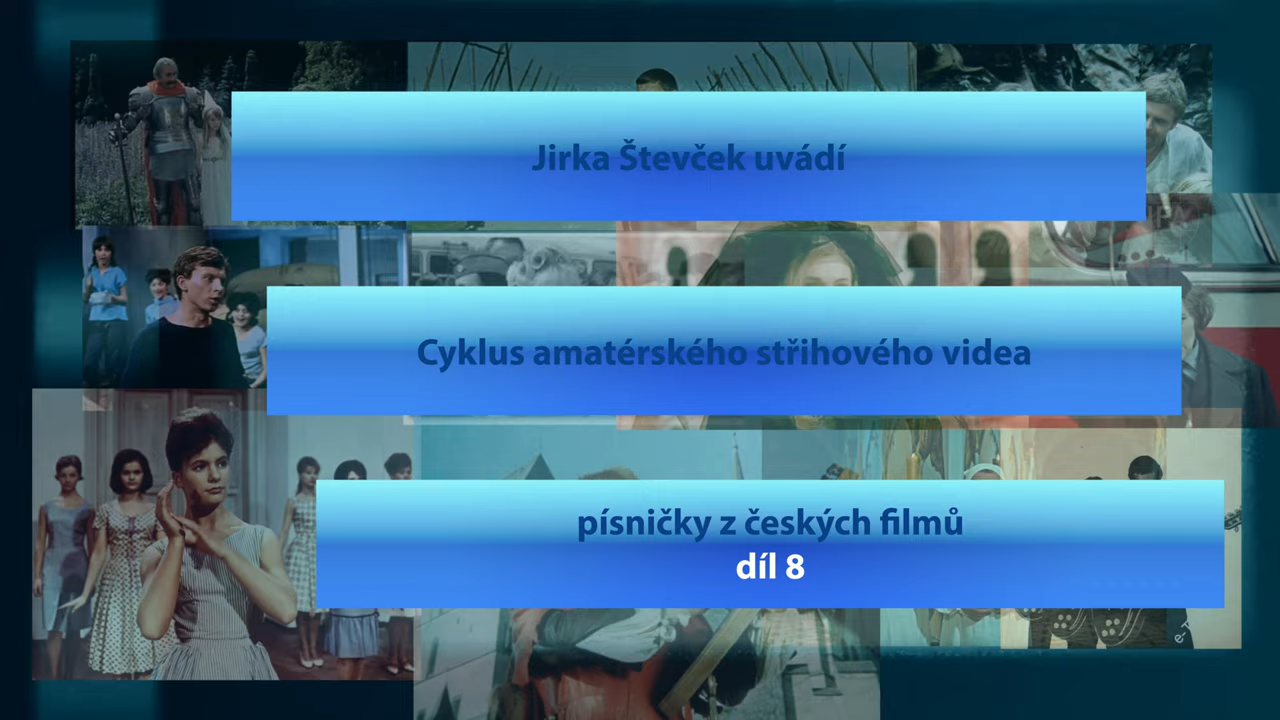 Jirka Števček uvádí
Cyklus amatérského střihového videa
písničky z českých filmů
díl 8